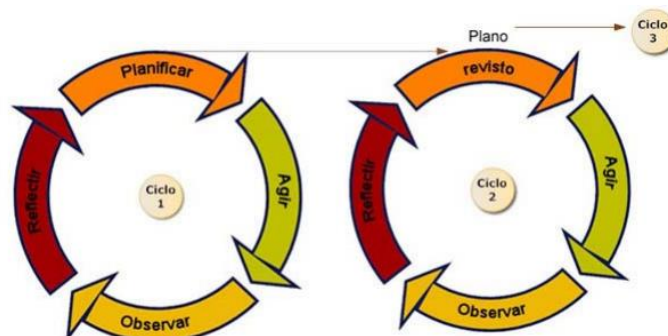 Planificar
Agir
Observar
Reflectir
Ciclo
1
Plano
revisto
Agir
Observar
Reflectir
Ciclo
2
Ciclo
3